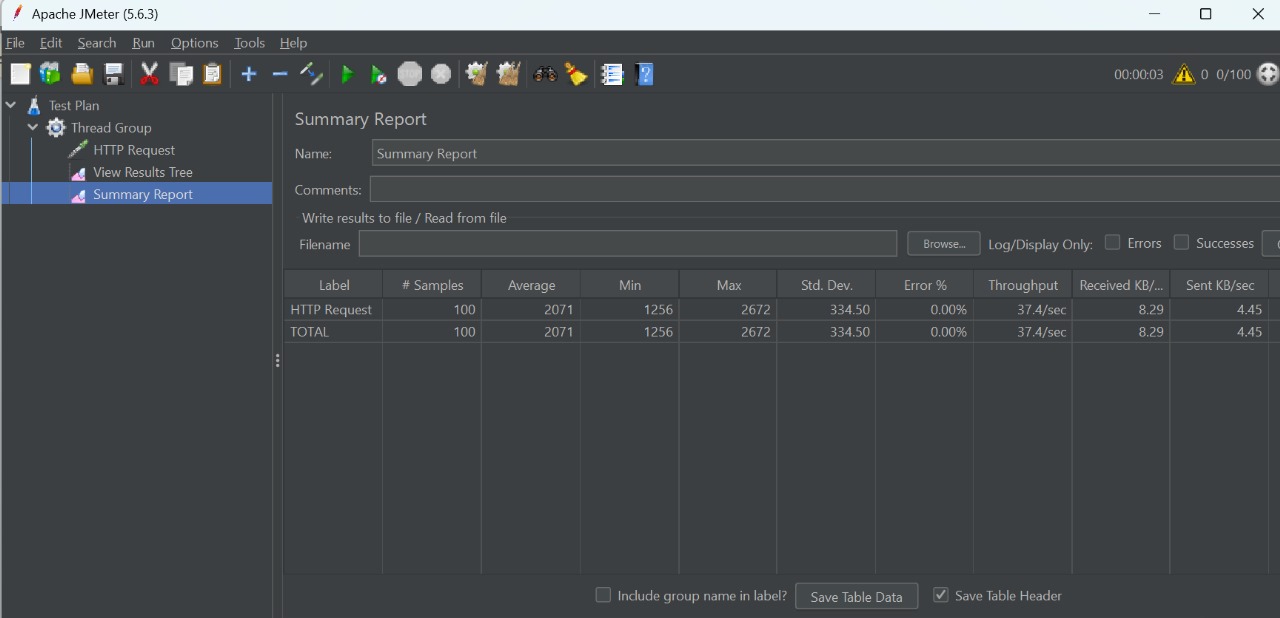 Apache JMeter (5.6.3)
File Edit Search Run Options Tools Help
00:00:03 0 0/100
Test Plan
Thread Group
HTTP Request
View Results Tree
Summary Report
Summary Report
Name: Summary Report
Comments:
Write results to file / Read from file
Filename Browse... Log/Display Only: Errors Successes
Label # Samples Average Min Max Std. Dev. Error % Throughput Received KB/... Sent KB/sec
HTTP Request 100 2071 1256 2672 334.50 0.00% 37.4/sec 8.29 4.45
TOTAL 100 2071 1256 2672 334.50 0.00% 37.4/sec 8.29 4.45
Include group name in label? Save Table Data Save Table Header